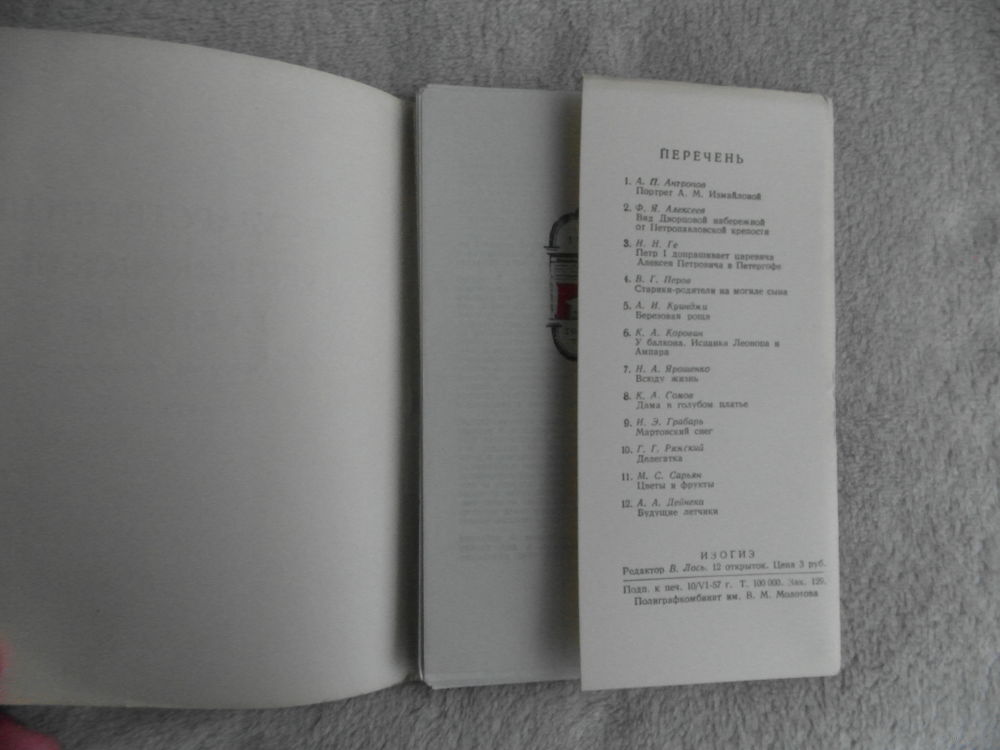 ПЕРЕЧЕНЬ
1. А. П. Антропов
Портрет А. М. Измайловой
2. Ф. Я. Алексеев
Вид Дворцовой набережной
от Петропавловской крепости
3. Н. Н. Ге
Петр I допрашивает царевича
Алексея Петровича в Петергофе
4. В. Г. Перов
Старики-родители на могиле сына
5. А. И. Куинджи
Березовая роща
6. К. А. Коровин
У балкона. Испанки Леонора и
Ампара
7. Н. А. Ярошенко
Всюду жизнь
8. К. А. Сомов
Дама в голубом платье
9. И. Э. Грабарь
Мартовский снег
10. Г. Г. Ряжский
Делегатка
11. М. С. Сарьян
Цветы и фрукты
12. А. А. Дейнека
Будущие летчики
ИЗОГИЗ
Редактор В. Лось. 12 открыток. Цена 3 руб.
Подп. к печ. 10/VI-57 г. Т. 100 000. Зак. 129.
Полиграфкомбинат им. В. М. Молотова